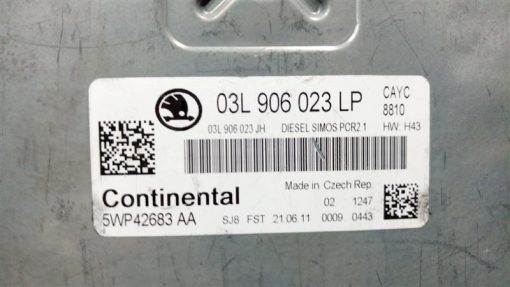 03L 906 023 LP CAYC
8810
03L 906 023 JH DIESEL SIMOS PCR2 1 HW: H43
Continental Made in Czech Rep.
02 1247
5WP42683 AA SJ8 FST 21.06.11 0009 0443